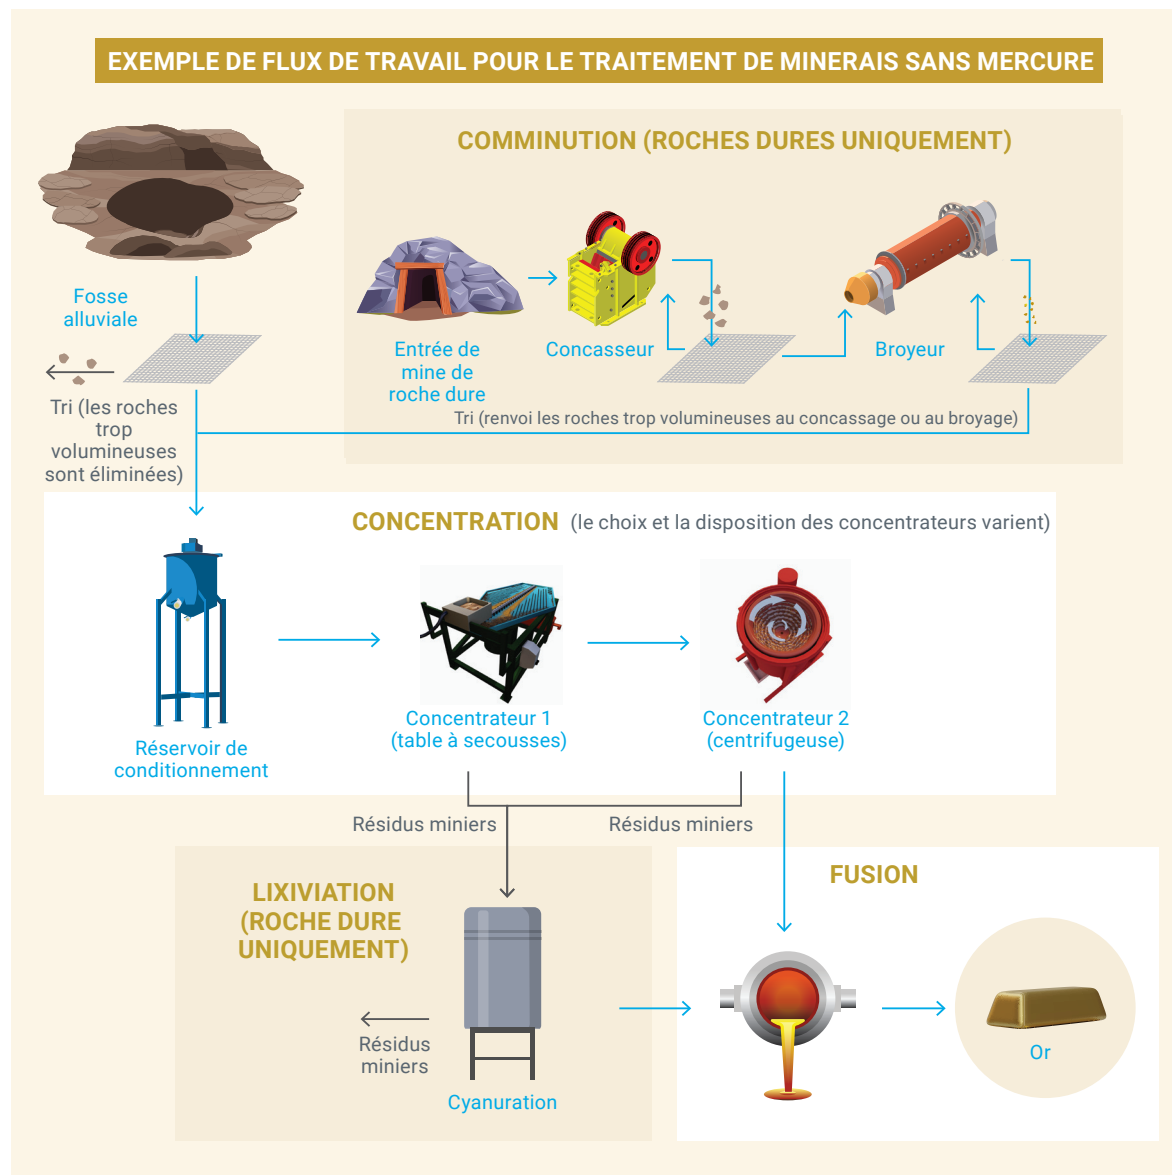 EXEMPLE DE FLUX DE TRAVAIL POUR LE TRAITEMENT DE MINERAIS SANS MERCURE
COMMINUTION (ROCHES DURES UNIQUEMENT)
Fosse
alluviale
Entrée de
mine de
roche dure
Concasseur
Broyeur
Tri (les roches
trop
volumineuses
sont éliminées)
Tri (renvoi les roches trop volumineuses au concassage ou au broyage)
CONCENTRATION (le choix et la disposition des concentrateurs varient)
Réservoir de
conditionnement
Concentrateur 1
(table à secousses)
Concentrateur 2
(centrifugeuse)
Résidus miniers
Résidus miniers
LIXIVIATION
(ROCHE DURE
UNIQUEMENT)
Résidus
miniers
Cyanuration
FUSION
Or